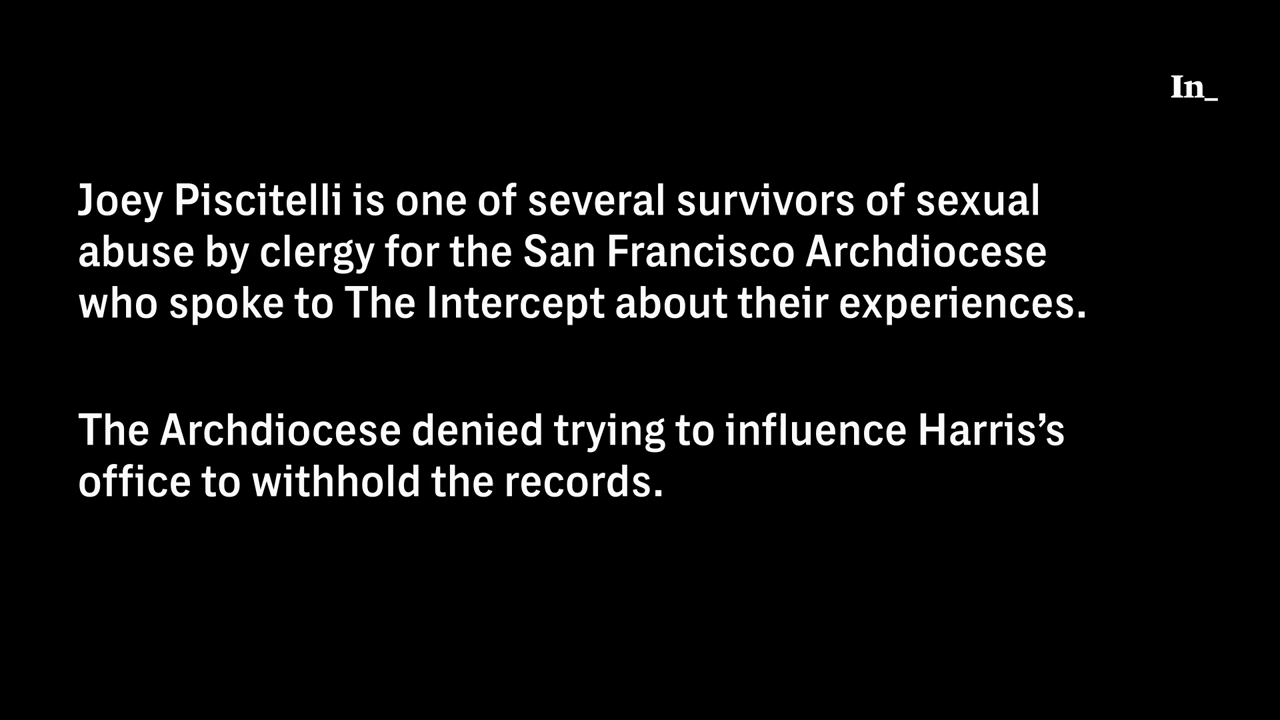 In_
Joey Piscitelli is one of several survivors of sexual
abuse by clergy for the San Francisco Archdiocese
who spoke to The Intercept about their experiences.
The Archdiocese denied trying to influence Harris’s
office to withhold the records.